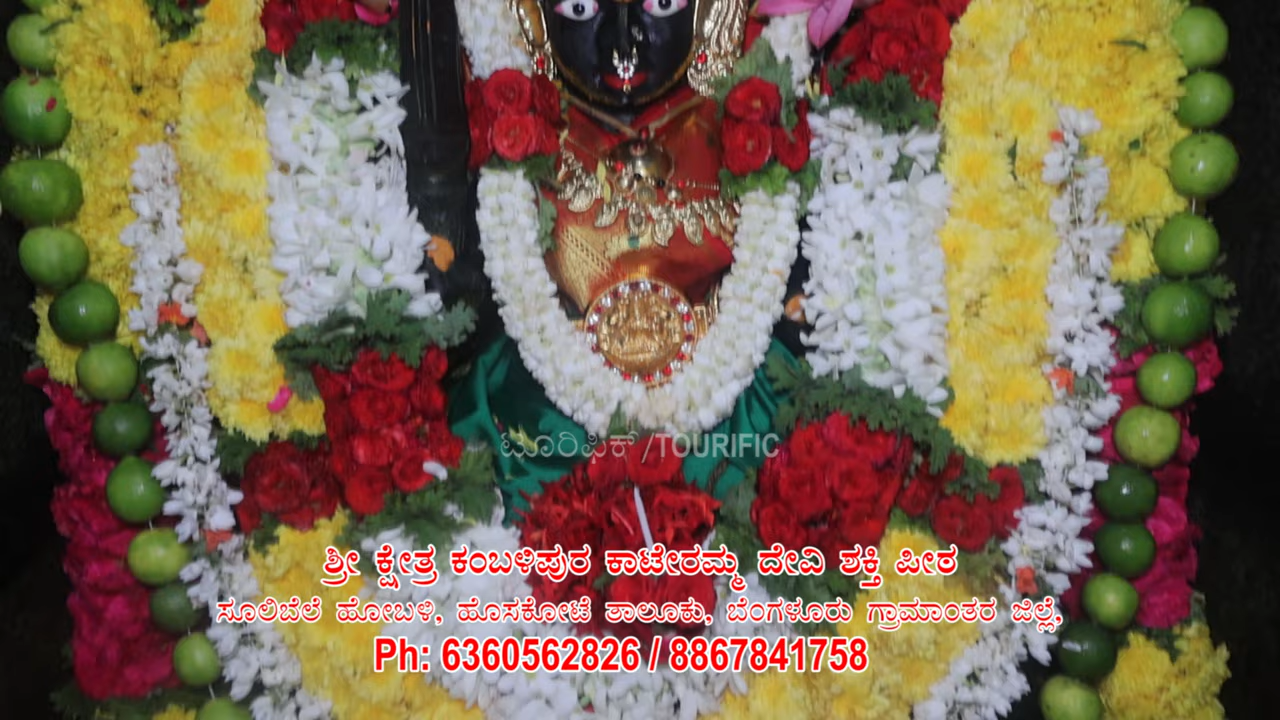 ಟೂರಿಫಿಕ್ /TOURIFIC
ಶ್ರೀ ಕ್ಷೇತ್ರ ಕಂಬಳಿಪುರ ಕಾಟೇರಮ್ಮ ದೇವಿ ಶಕ್ತಿ ಪೀಠ
ಸೂಲಿಬೆಲೆ ಹೋಬಳಿ, ಹೊಸಕೋಟೆ ತಾಲೂಕು, ಬೆಂಗಳೂರು ಗ್ರಾಮಾಂತರ ಜಿಲ್ಲೆ,
Ph: 6360562826 / 8867841758